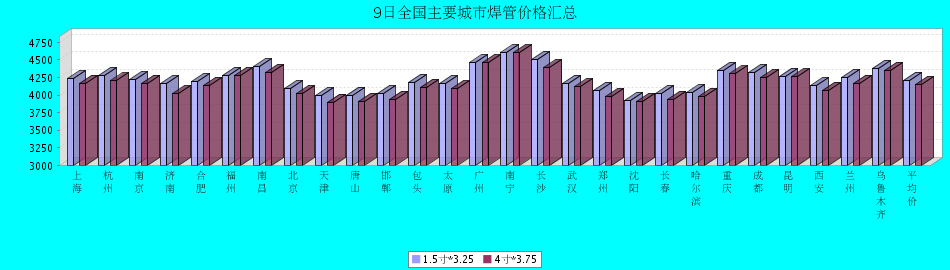 9日全国主要城市焊管价格汇总
4750
4500
4250
4000
3750
3500
3250
3000
上海
杭州
南京
济南
合肥
福州
南昌
北京
天津
唐山
邯郸
包头
太原
广州
南宁
长沙
武汉
郑州
沈阳
长春
哈尔滨
重庆
成都
昆明
西安
兰州
乌鲁木齐
平均价
1.5寸*3.25
4寸*3.75